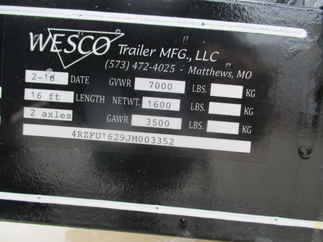 WESCO Trailer MFG., LLC
(573) 472-4025 - Matthews, MO
2-18 DATE GVWR 7000 LBS. KG
16 ft LENGTH NETWT. 1600 LBS. KG
2 axles GAWR 3500 LBS. KG
4RZFU1629JM003352